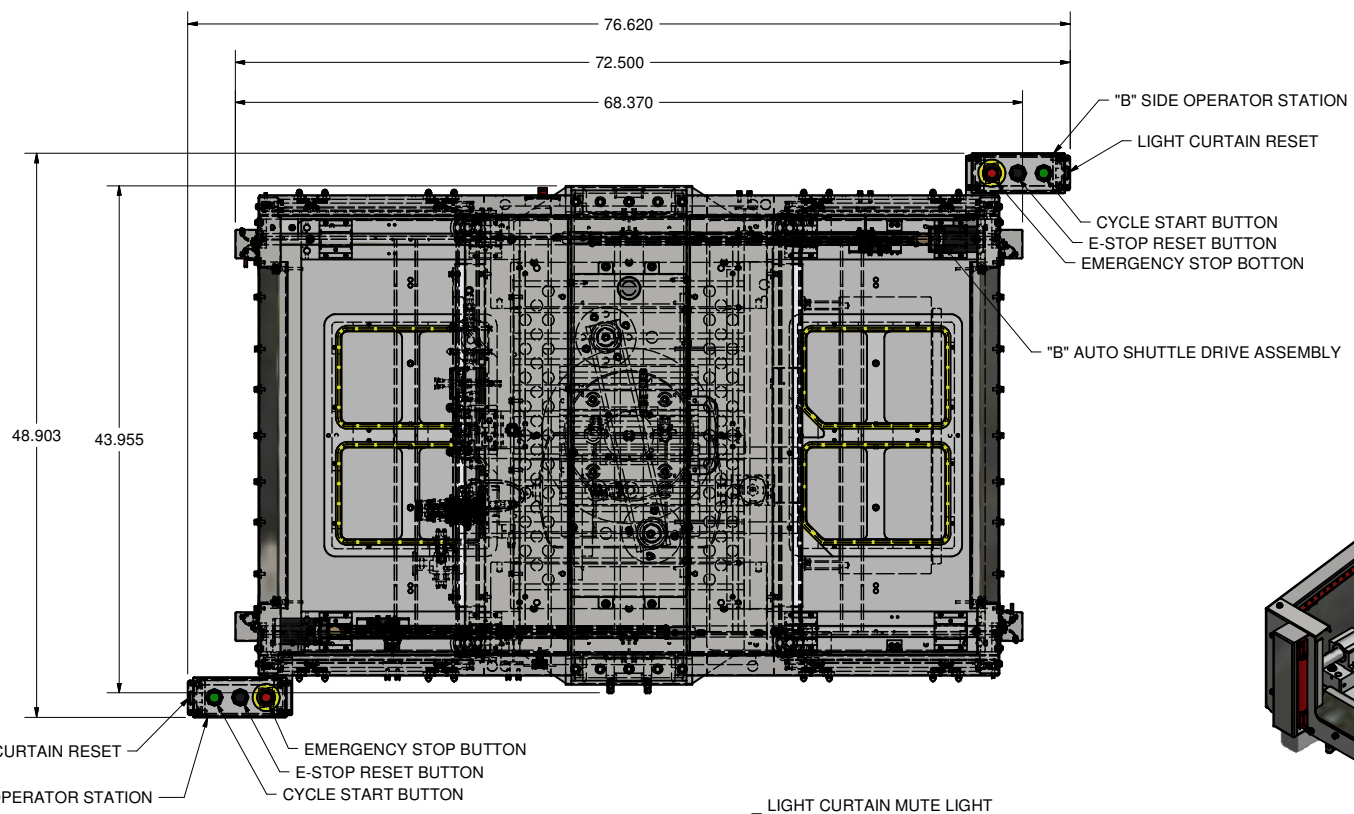 76.620
72.500
68.370
"B" SIDE OPERATOR STATION
LIGHT CURTAIN RESET
CYCLE START BUTTON
E-STOP RESET BUTTON
EMERGENCY STOP BOTTON
"B" AUTO SHUTTLE DRIVE ASSEMBLY
48.903
43.955
CURTAIN RESET
EMERGENCY STOP BUTTON
E-STOP RESET BUTTON
OPERATOR STATION
CYCLE START BUTTON
LIGHT CURTAIN MUTE LIGHT